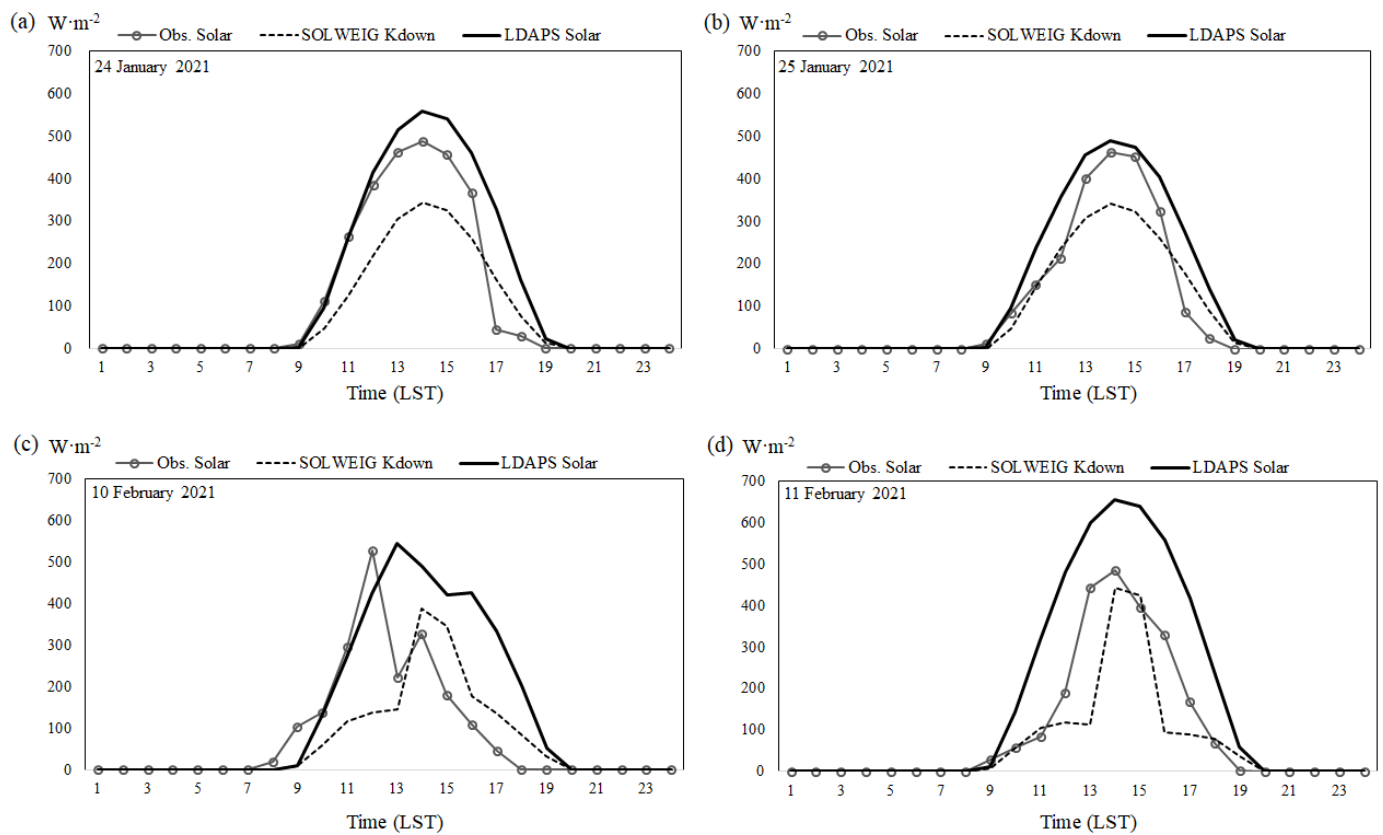 (a) W·m-2
Obs. Solar SOLWEIG Kdown LDAPS Solar
700
24 January 2021
600
500
400
300
200
100
0
1 3 5 7 9 11 13 15 17 19 21 23
Time (LST)
(b) W·m-2
Obs. Solar SOLWEIG Kdown LDAPS Solar
700
25 January 2021
600
500
400
300
200
100
0
1 3 5 7 9 11 13 15 17 19 21 23
Time (LST)
(c) W·m-2
Obs. Solar SOLWEIG Kdown LDAPS Solar
700
10 February 2021
600
500
400
300
200
100
0
1 3 5 7 9 11 13 15 17 19 21 23
Time (LST)
(d) W·m-2
Obs. Solar SOLWEIG Kdown LDAPS Solar
700
11 February 2021
600
500
400
300
200
100
0
1 3 5 7 9 11 13 15 17 19 21 23
Time (LST)